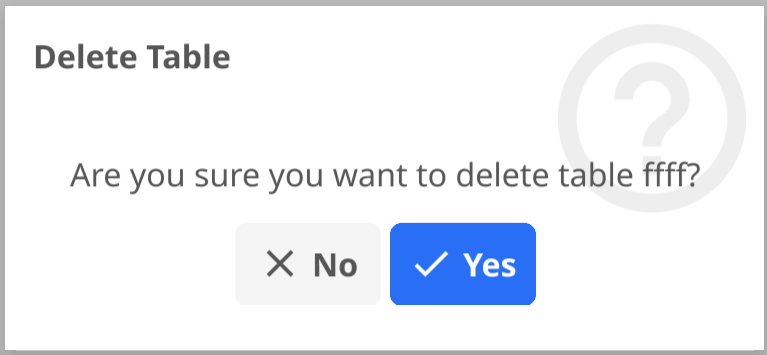 Delete Table
Are you sure you want to delete table ffff?
No
Yes